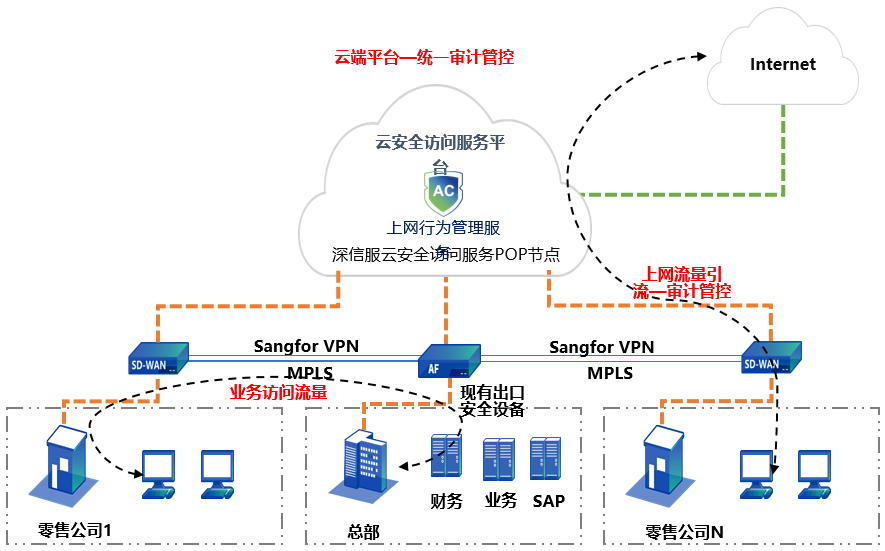 云端平台—统一审计管控
Internet
云安全访问服务平
台
AC
上网行为管理服
务
深信服云安全访问服务POP节点
上网流量引
流—审计管控
SD-WAN
Sangfor VPN
MPLS
AF
Sangfor VPN
MPLS
SD-WAN
业务访问流量
现有出口
安全设备
财务
业务
SAP
零售公司1
总部
零售公司N